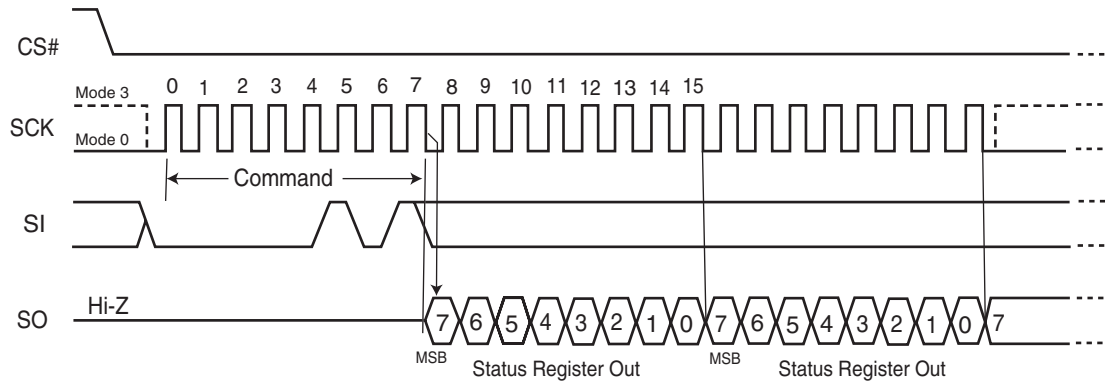 CS#
Mode 3
0 1 2 3 4 5 6 7 8 9 10 11 12 13 14 15
SCK
Mode 0
Command
SI
Hi-Z
SO
7 6 5 4 3 2 1 0 7 6 5 4 3 2 1 0 7
MSB Status Register Out MSB Status Register Out